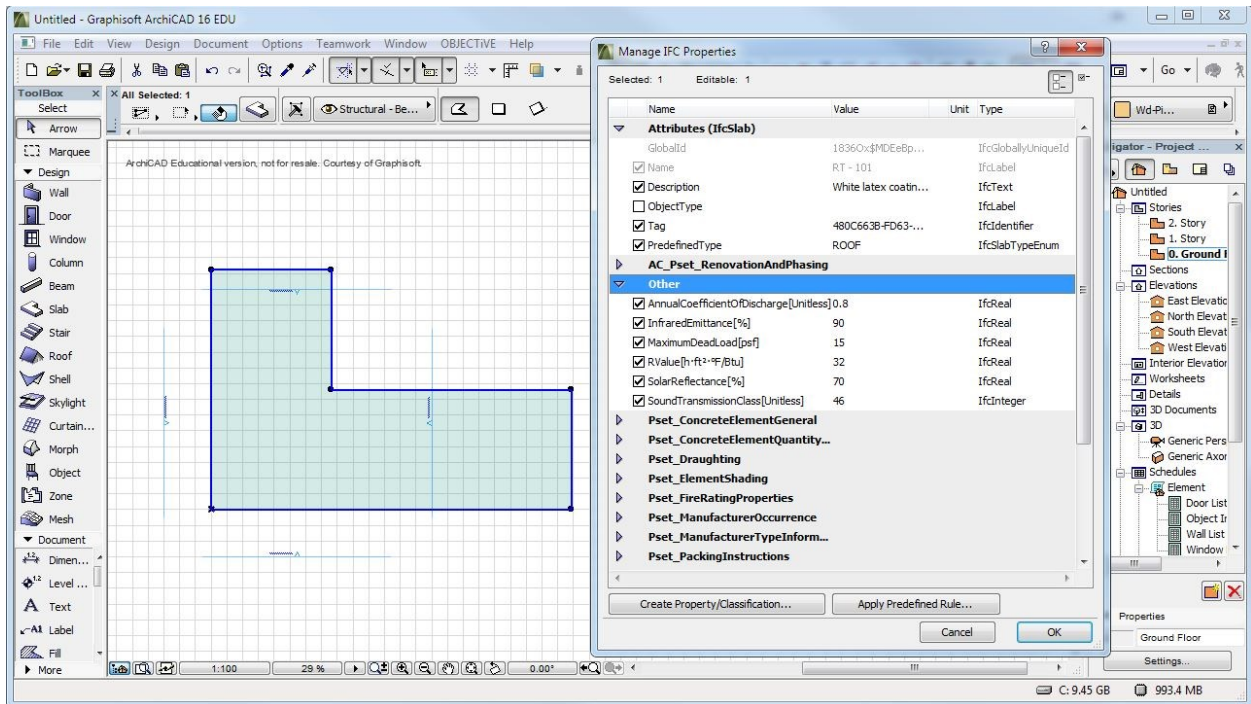 Untitled - Graphisoft ArchiCAD 16 EDU
File Edit View Design Document Options Teamwork Window OBJECTiVE Help
ToolBox
Select
Arrow
Marquee
Design
Wall
Door
Window
Column
Beam
Slab
Stair
Roof
Shell
Skylight
Curtain...
Morph
Object
Zone
Mesh
Document
Dimen...
Level ...
Text
A1 Label
Fill
More
All Selected: 1
Structural - Be...
ArchiCAD Educational version, not for resale. Courtesy of Graphisoft.
1:100 29 % 0.00°
Manage IFC Properties
Selected: 1 Editable: 1
Name Value Unit Type
Attributes (IfcSlab)
GlobalId 1836Ox$MDEeBp... IfcGloballyUniqueId
Name RT - 101 IfcLabel
Description White latex coatin... IfcText
ObjectType IfcLabel
Tag 480C663B-FD63-... IfcIdentifier
PredefinedType ROOF IfcSlabTypeEnum
AC_Pset_RenovationAndPhasing
Other
AnnualCoefficientOfDischarge[Unitless] 0.8 IfcReal
InfraredEmittance[%] 90 IfcReal
MaximumDeadLoad[psf] 15 IfcReal
RValue[h·ft²·ºF/Btu] 32 IfcReal
SolarReflectance[%] 70 IfcReal
SoundTransmissionClass[Unitless] 46 IfcInteger
Pset_ConcreteElementGeneral
Pset_ConcreteElementQuantity...
Pset_Draughting
Pset_ElementShading
Pset_FireRatingProperties
Pset_ManufacturerOccurrence
Pset_ManufacturerTypeInform...
Pset_PackingInstructions
Create Property/Classification... Apply Predefined Rule...
Cancel OK
Go
Wd-Pi...
igator - Project ...
Untitled
Stories
2. Story
1. Story
0. Ground F
Sections
Elevations
East Elevatic
North Elevat
South Elevat
West Elevati
Interior Elevation
Worksheets
Details
3D Documents
3D
Generic Pers
Generic Axor
Schedules
Element
Door List
Object Ir
Wall List
Window
Properties
Ground Floor
Settings...
C: 9.45 GB 993.4 MB